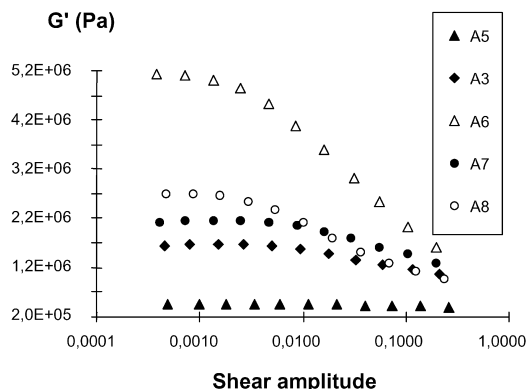 G' (Pa)
5,2E+06
4,2E+06
3,2E+06
2,2E+06
1,2E+06
2,0E+05
0,0001
0,0010
0,0100
0,1000
1,0000
Shear amplitude
A5
A3
A6
A7
A8